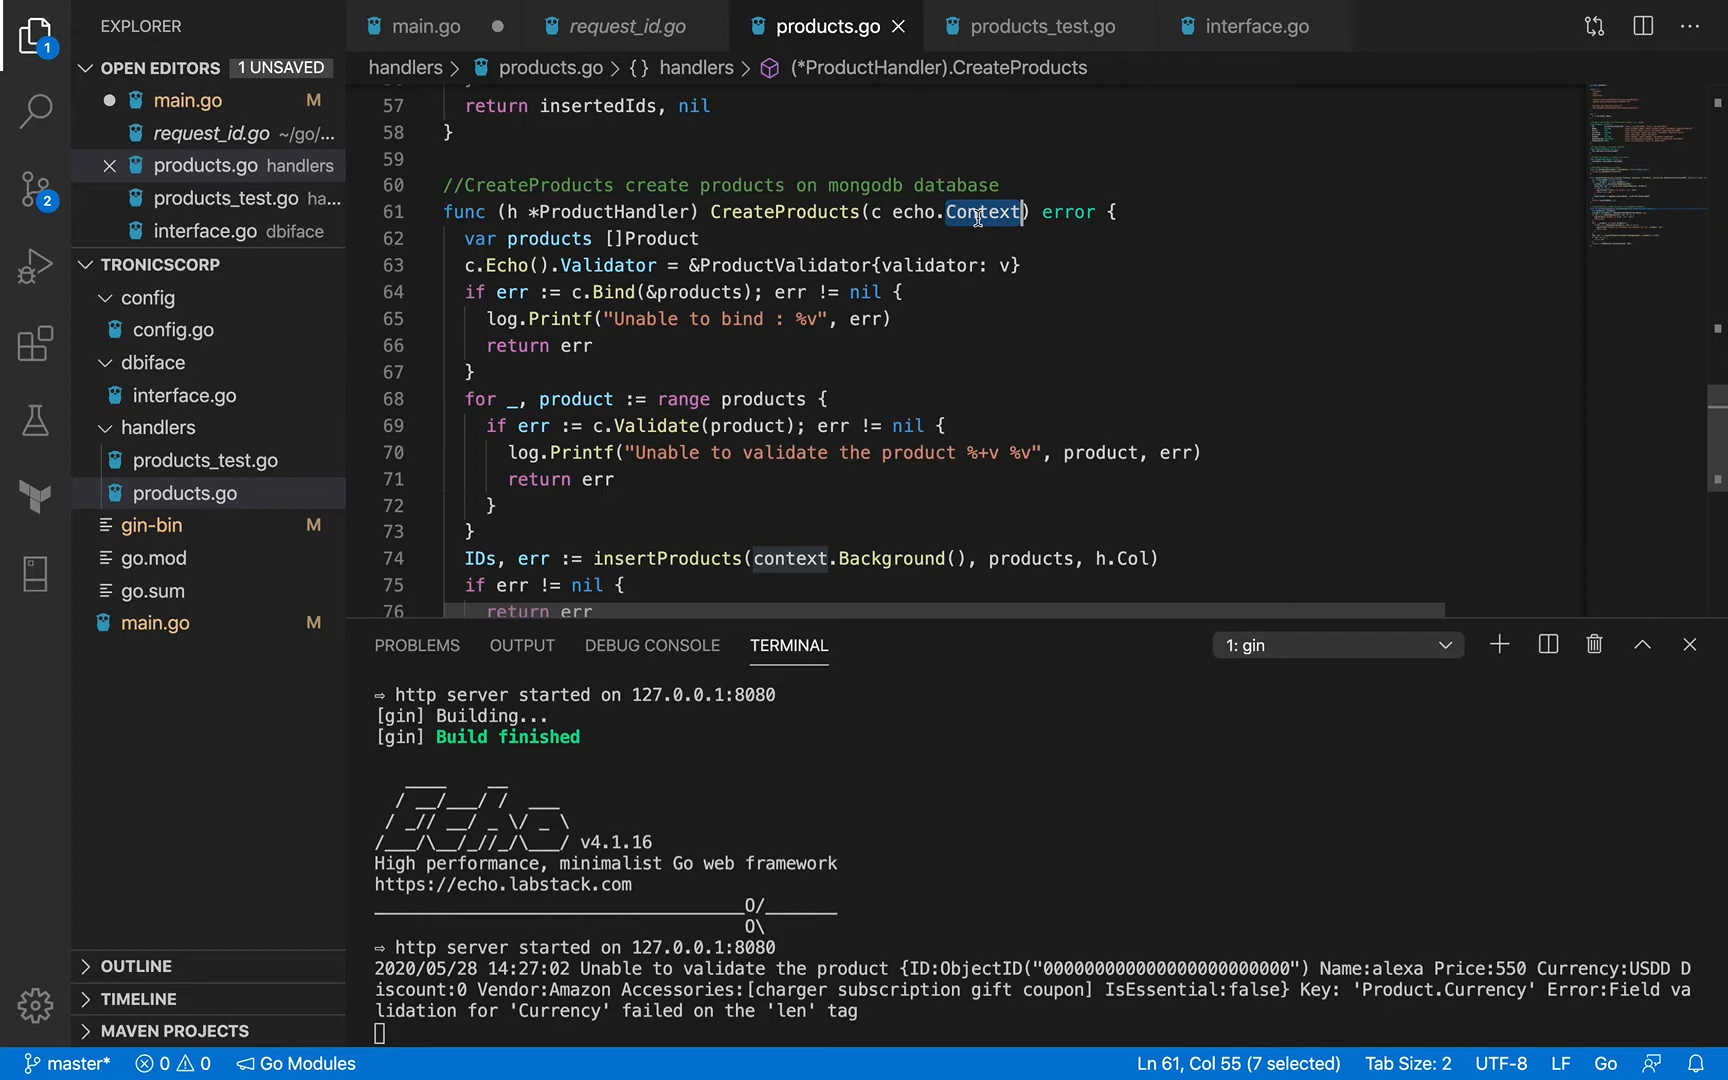 EXPLORER
OPEN EDITORS 1 UNSAVED
main.go M
request_id.go ~/go/...
products.go handlers
products_test.go ha...
interface.go dbiface
TRONICSCORP
config
config.go
dbiface
interface.go
handlers
products_test.go
products.go
gin-bin M
go.mod
go.sum
main.go M
OUTLINE
TIMELINE
MAVEN PROJECTS
1
2
main.go
request_id.go
products.go
products_test.go
interface.go
handlers > products.go > {} handlers > (*ProductHandler).CreateProducts
57 return insertedIds, nil
58 }
59
60 //CreateProducts create products on mongodb database
61 func (h *ProductHandler) CreateProducts(c echo.Context) error {
62 var products []Product
63 c.Echo().Validator = &ProductValidator{validator: v}
64 if err := c.Bind(&products); err != nil {
65 log.Printf("Unable to bind : %v", err)
66 return err
67 }
68 for _, product := range products {
69 if err := c.Validate(product); err != nil {
70 log.Printf("Unable to validate the product %+v %v", product, err)
71 return err
72 }
73 }
74 IDs, err := insertProducts(context.Background(), products, h.Col)
75 if err != nil {
76 return err
PROBLEMS OUTPUT DEBUG CONSOLE TERMINAL 1: gin
⇨ http server started on 127.0.0.1:8080
[gin] Building...
[gin] Build finished
Echo v4.1.16
High performance, minimalist Go web framework
https://echo.labstack.com
____________________________________O/_______
O\
⇨ http server started on 127.0.0.1:8080
2020/05/28 14:27:02 Unable to validate the product {ID:ObjectID("000000000000000000000000") Name:alexa Price:550 Currency:USDD D
iscount:0 Vendor:Amazon Accessories:[charger subscription gift coupon] IsEssential:false} Key: 'Product.Currency' Error:Field va
lidation for 'Currency' failed on the 'len' tag
master* 0 0 Go Modules Ln 61, Col 55 (7 selected) Tab Size: 2 UTF-8 LF Go